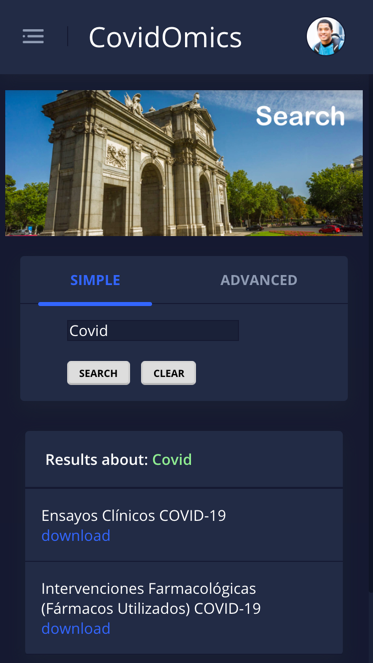 CovidOmics
Search
SIMPLE
ADVANCED
Covid
SEARCH
CLEAR
Results about: Covid
Ensayos Clínicos COVID-19
download
Intervenciones Farmacológicas
(Fármacos Utilizados) COVID-19
download